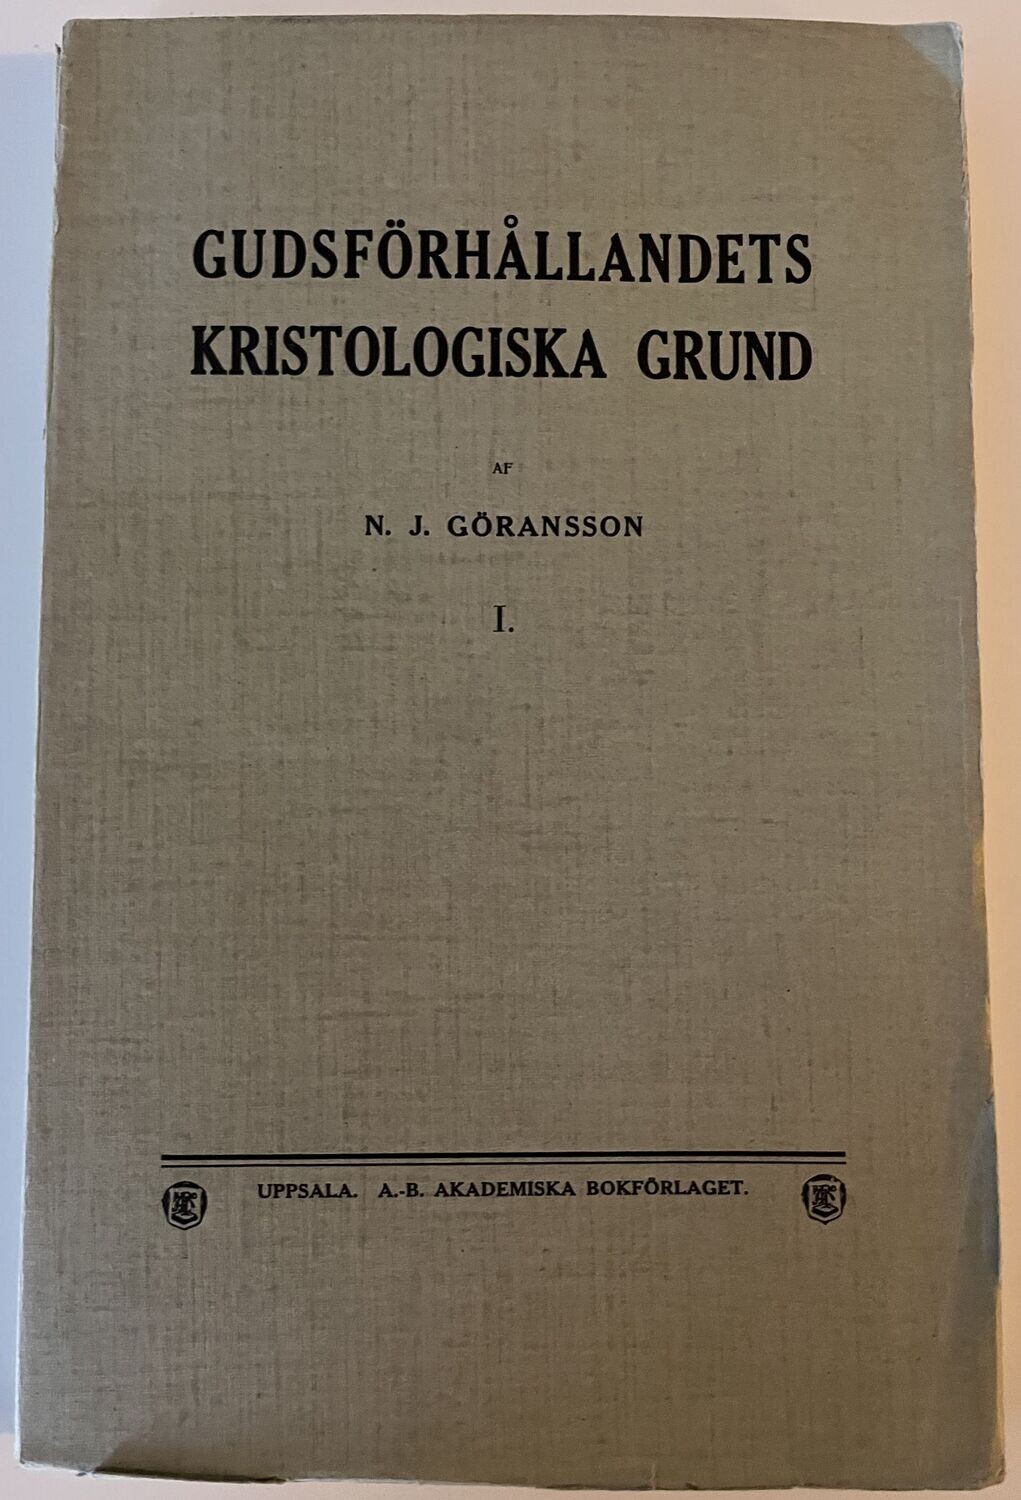 GUDSFÖRHÅLLANDETS
KRISTOLOGISKA GRUND
AF
N. J. GÖRANSSON
I.
UPPSALA. A.-B. AKADEMISKA BOKFÖRLAGET.